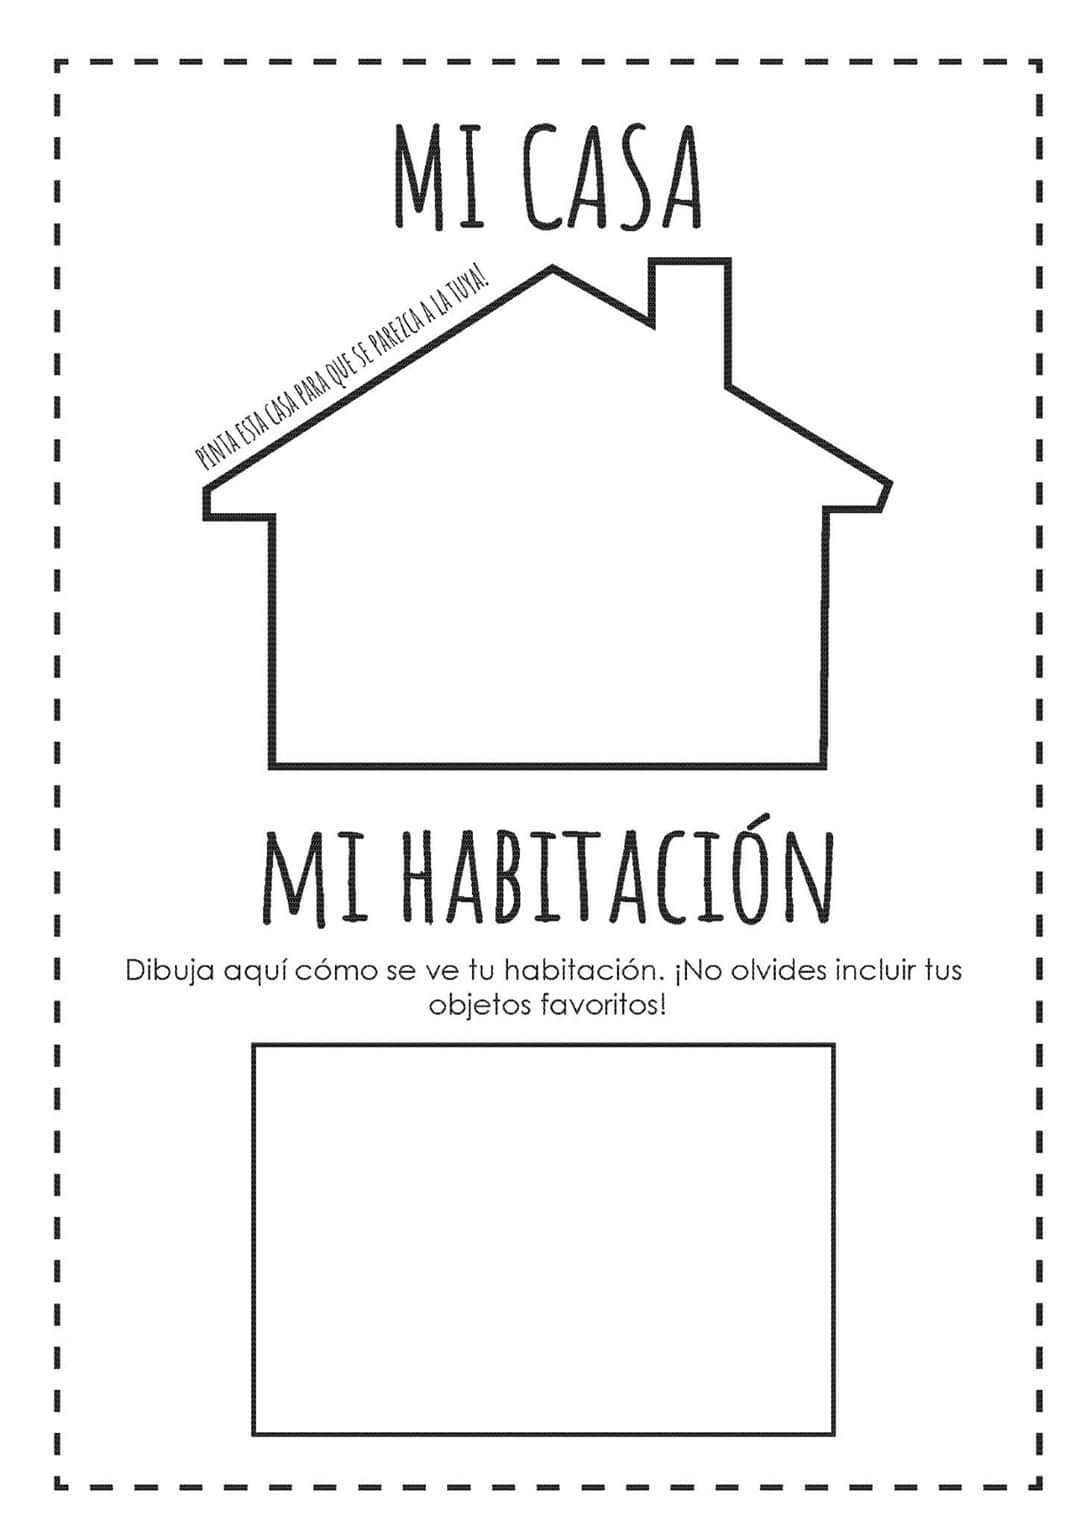 MI CASA
PINTA ESTA CASA PARA QUE SE PAREZCA A LA TUYA!
MI HABITACIÓN
Dibuja aquí cómo se ve tu habitación. ¡No olvides incluir tus
objetos favoritos!